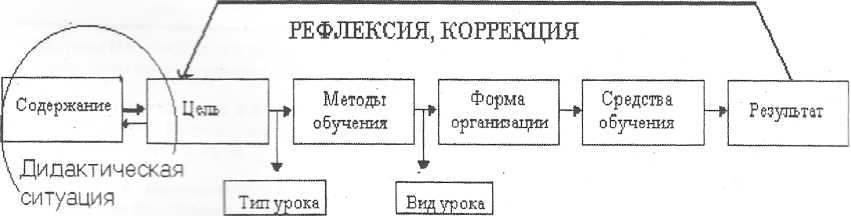 РЕФЛЕКСИЯ, КОРРЕКЦИЯ
Содержание
Цель
Методы
обучения
Форма
организации
Средства
обучения
Результат
Дидактическая
ситуация
Тип урока
Вид урока